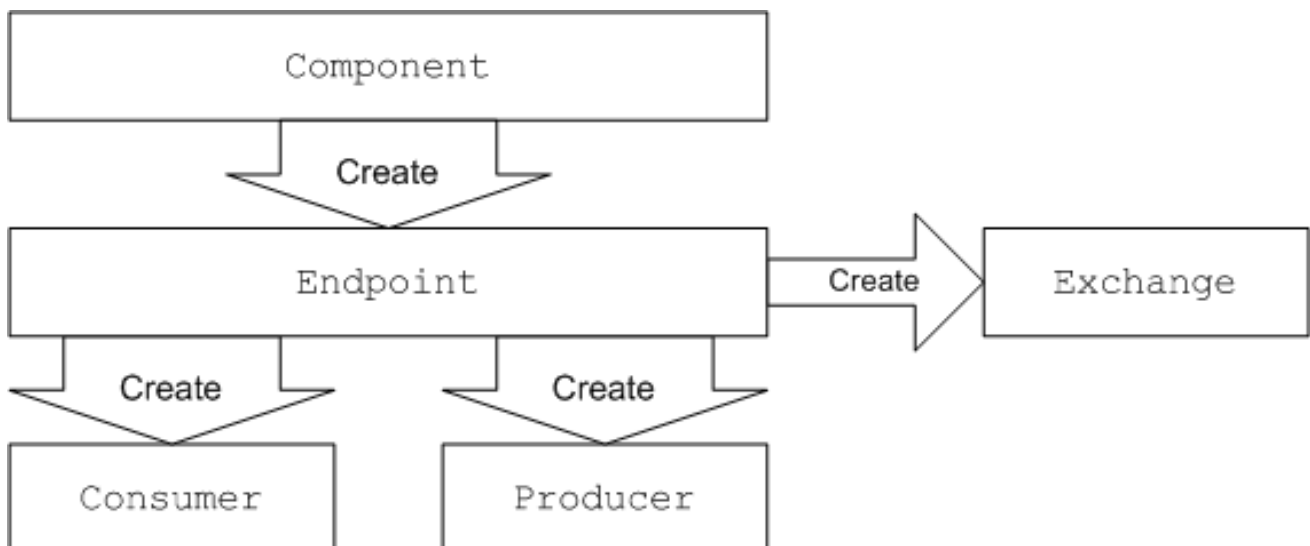 Component
Create
Endpoint
Create
Exchange
Create
Create
Consumer
Producer